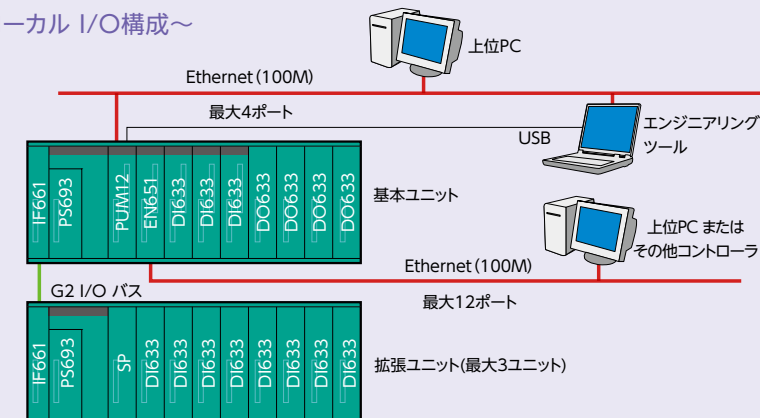 ーカル I/O構成～
上位PC
Ethernet(100M)
最大4ポート
USB
エンジニアリング
ツール
IF661
PS693
PUM12
EN651
DI633
DI633
DI633
DO633
DO633
DO633
DO633
基本ユニット
上位PC または
その他コントローラ
Ethernet(100M)
G2 I/O バス
最大12ポート
IF661
PS693
SP
DI633
DI633
DI633
DI633
DI633
DI633
DI633
DI633
拡張ユニット(最大3ユニット)